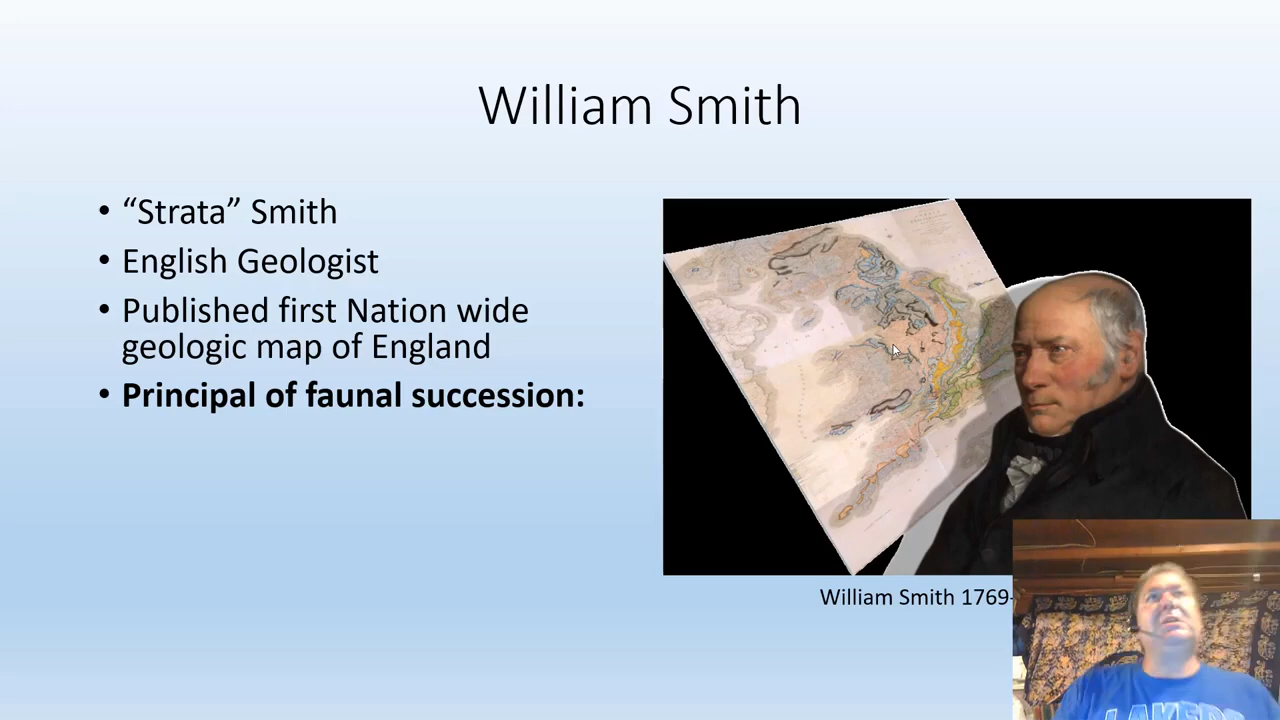 William Smith
• “Strata” Smith
• English Geologist
• Published first Nation wide
geologic map of England
• Principal of faunal succession:
William Smith 1769-
LAKERS